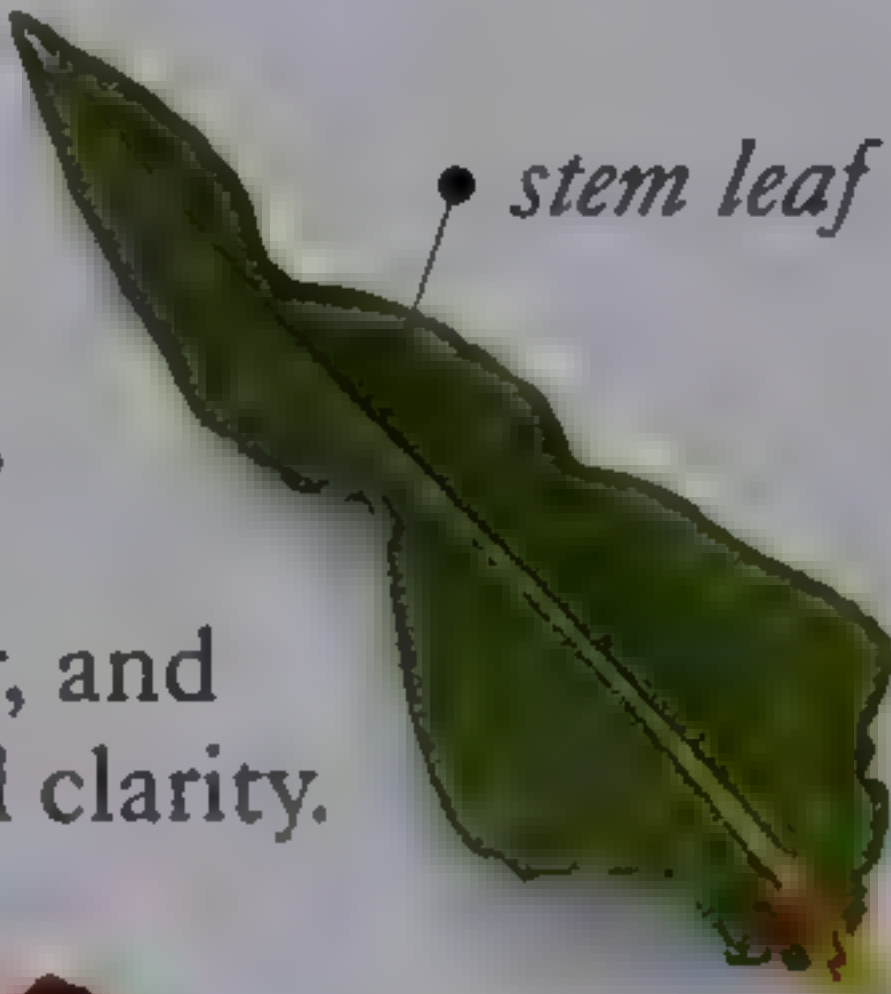 stem leaf
, and
clarity.